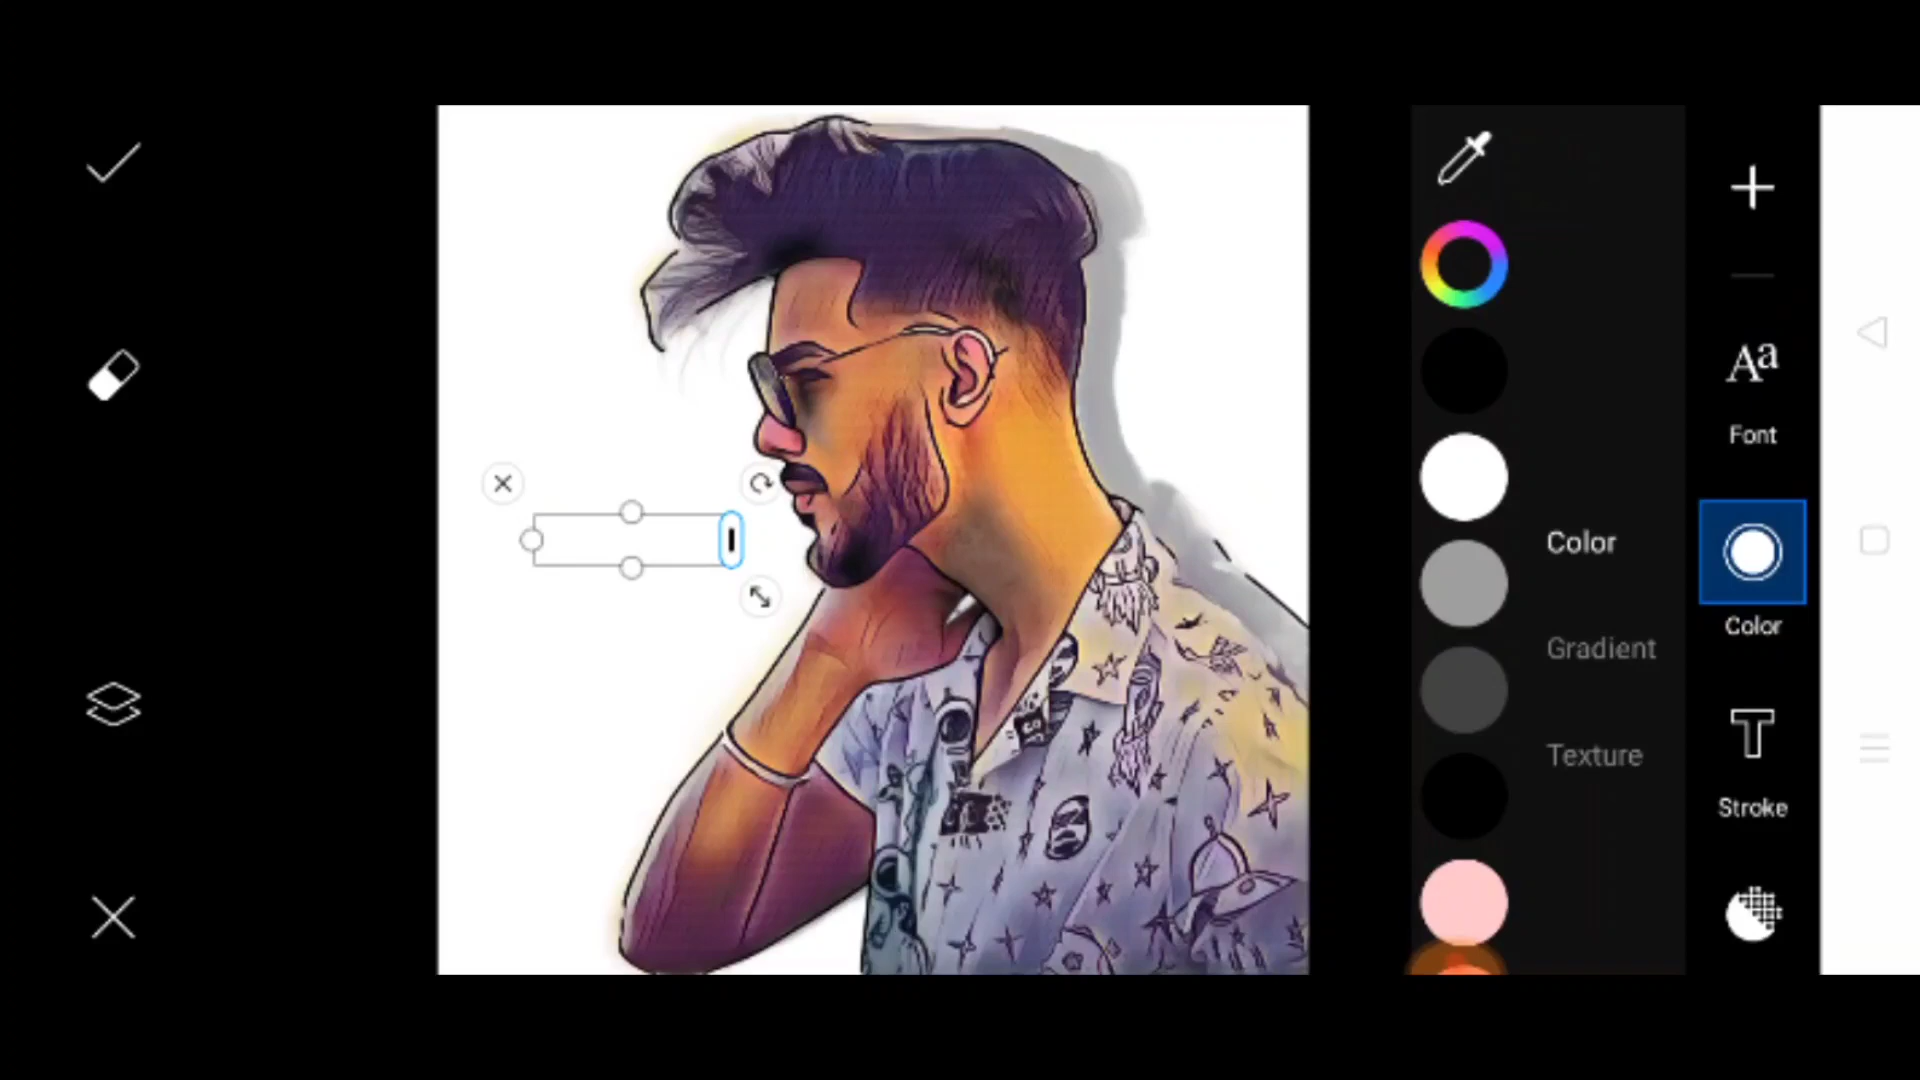 Aa
Font
Color
Color
Gradient
Texture
T
Stroke